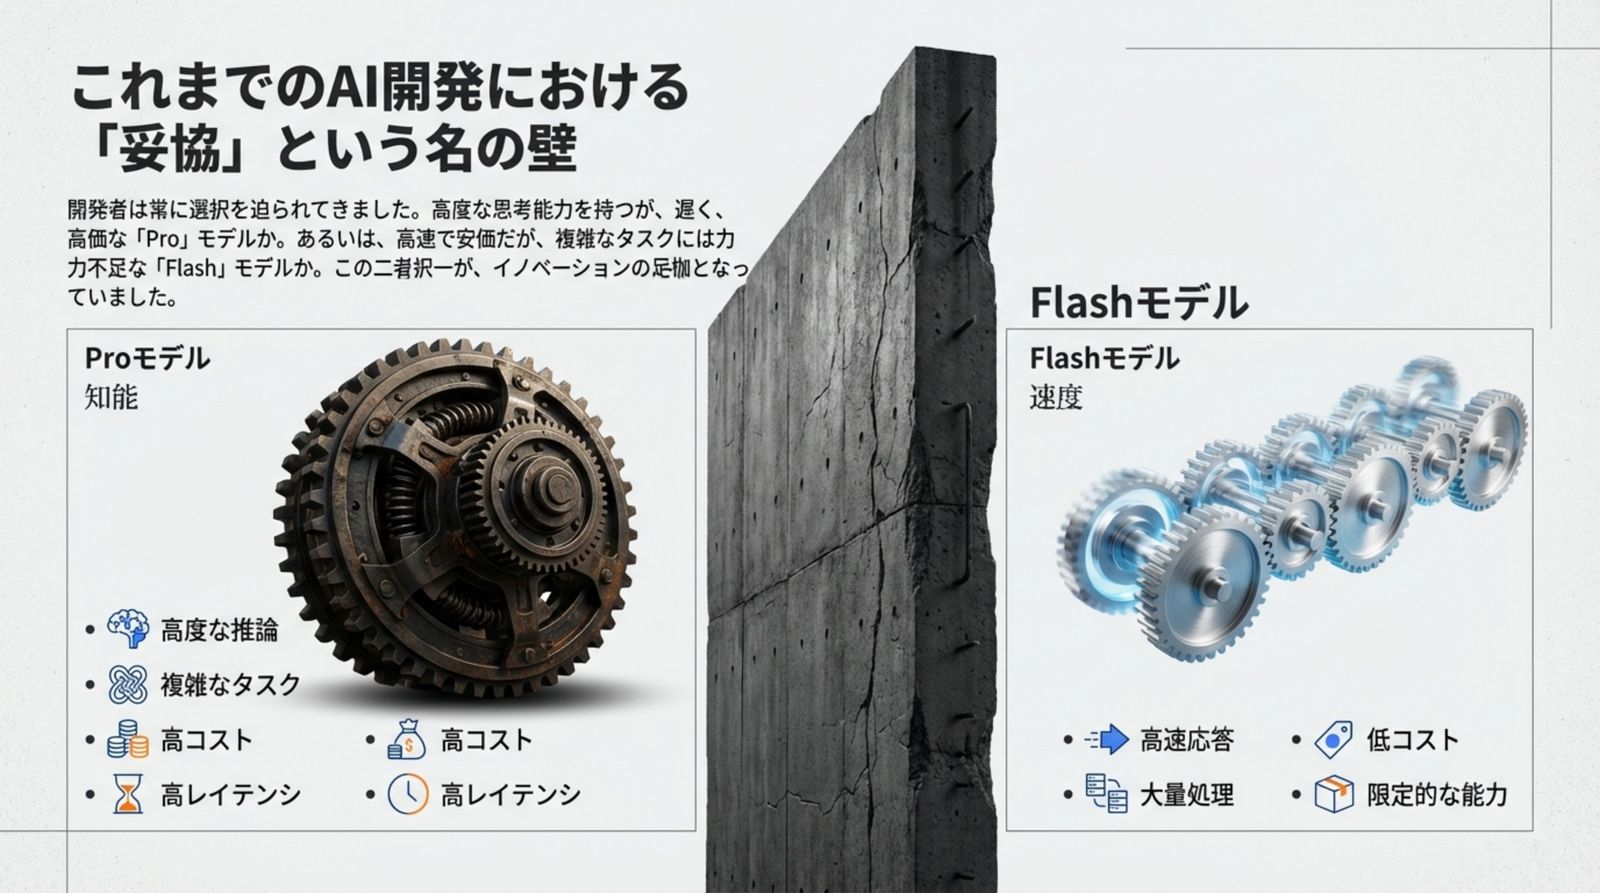 これまでのAI開発における
「妥協」という名の壁
開発者は常に選択を迫られてきました。高度な思考能力を持つが、遅く、
高価な「Pro」モデルか。あるいは、高速で安価だが、複雑なタスクには力
力不足な「Flash」モデルか。この二者択一が、イノベーションの足枷となっ
ていました。
Proモデル
知能
高度な推論
複雑なタスク
高コスト
高コスト
高レイテンシ
高レイテンシ
Flashモデル
Flashモデル
速度
高速応答
低コスト
大量処理
限定的な能力